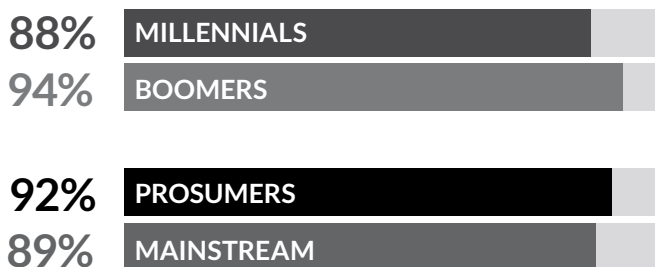 88% MILLENNIALS
94% BOOMERS
92% PROSUMERS
89% MAINSTREAM